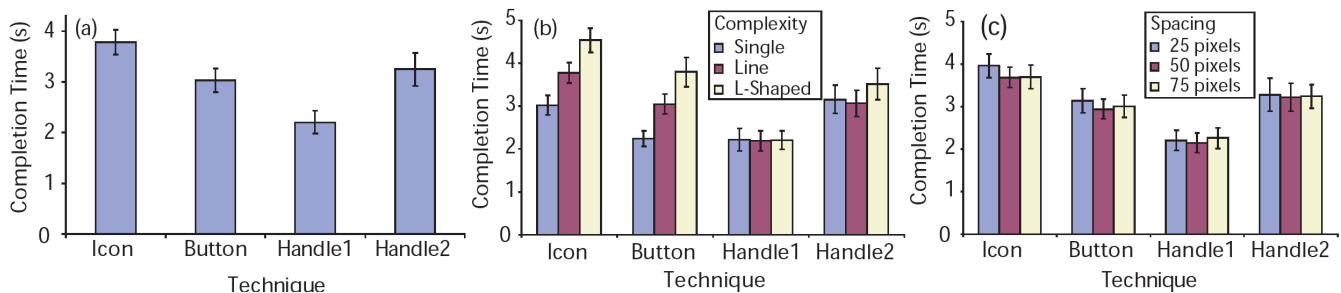 (a)
Completion Time (s)
4
3
2
1
0
Icon Button Handle1 Handle2
Technique
(b)
Completion Time (s)
5
4
3
2
1
0
Complexity
Single
Line
L-Shaped
Icon Button Handle1 Handle2
Technique
(c)
Completion Time (s)
5
4
3
2
1
0
Spacing
25 pixels
50 pixels
75 pixels
Icon Button Handle1 Handle2
Technique